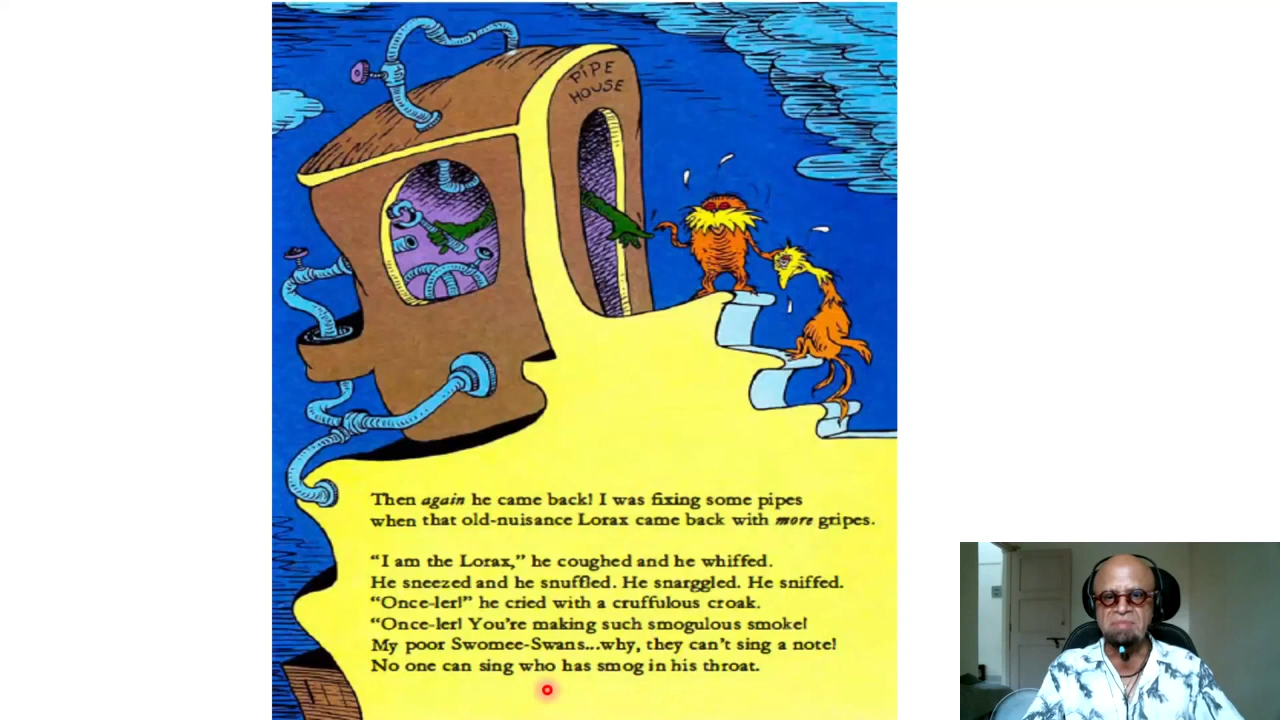 PIPE
HOUSE
Then again he came back! I was fixing some pipes
when that old-nuisance Lorax came back with more gripes.
“I am the Lorax,” he coughed and he whiffed.
He sneezed and he snuffled. He snarggled. He sniffed.
“Once-ler!” he cried with a cruffulous croak.
“Once-ler! You’re making such smogulous smoke!
My poor Swomee-Swans...why, they can’t sing a note!
No one can sing who has smog in his throat.